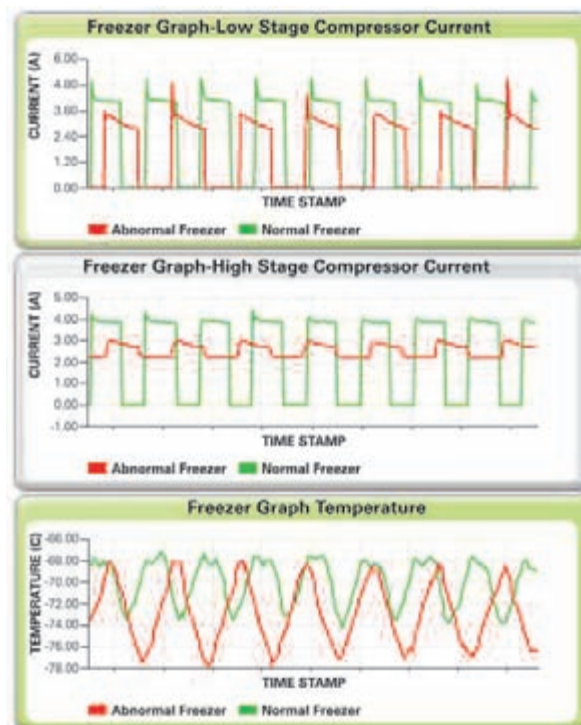 Freezer Graph-Low Stage Compressor Current
CURRENT (A)
6.00
4.80
3.60
2.40
1.20
0.00
TIME STAMP
Abnormal Freezer Normal Freezer
Freezer Graph-High Stage Compressor Current
CURRENT (A)
5.00
4.00
3.00
2.00
1.00
0.00
-1.00
TIME STAMP
Abnormal Freezer Normal Freezer
Freezer Graph Temperature
TEMPERATURE (C)
-66.00
-68.00
-70.00
-72.00
-74.00
-76.00
-78.00
TIME STAMP
Abnormal Freezer Normal Freezer